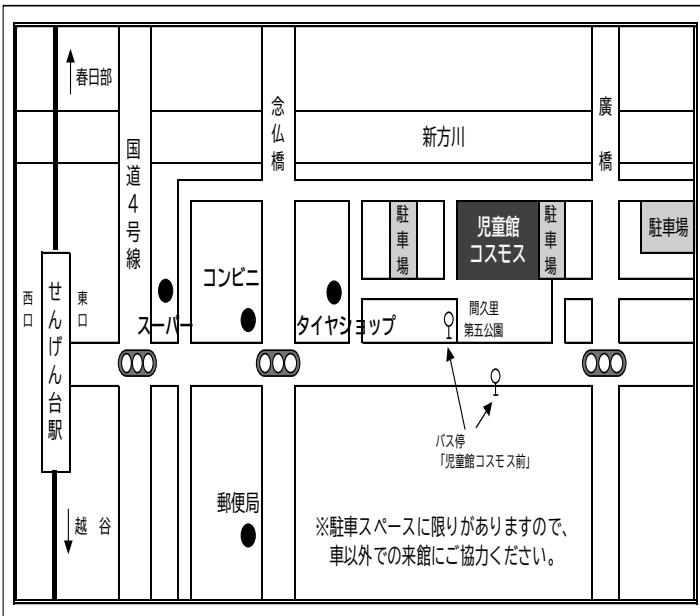 春日部
国道4号線
念仏橋
新方川
廣橋
駐車場
児童館
コスモス
駐車場
駐車場
西口
せんげん台駅
東口
スーパー
コンビニ
タイヤショップ
間久里
第五公園
バス停
「児童館コスモス前」
越谷
郵便局
※駐車スペースに限りがありますので、
車以外での来館にご協力ください。